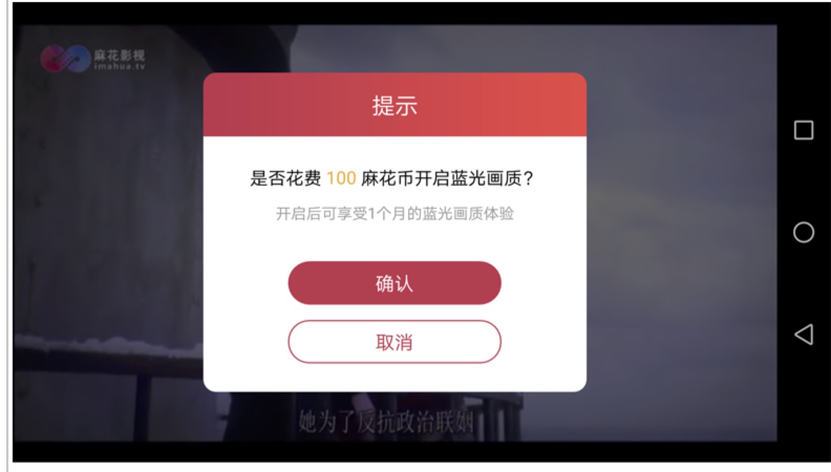 麻花影视
imahua.tv
提示
是否花费 100 麻花币开启蓝光画质？
开启后可享受1个月的蓝光画质体验
确认
取消
她为了反抗政治联姻